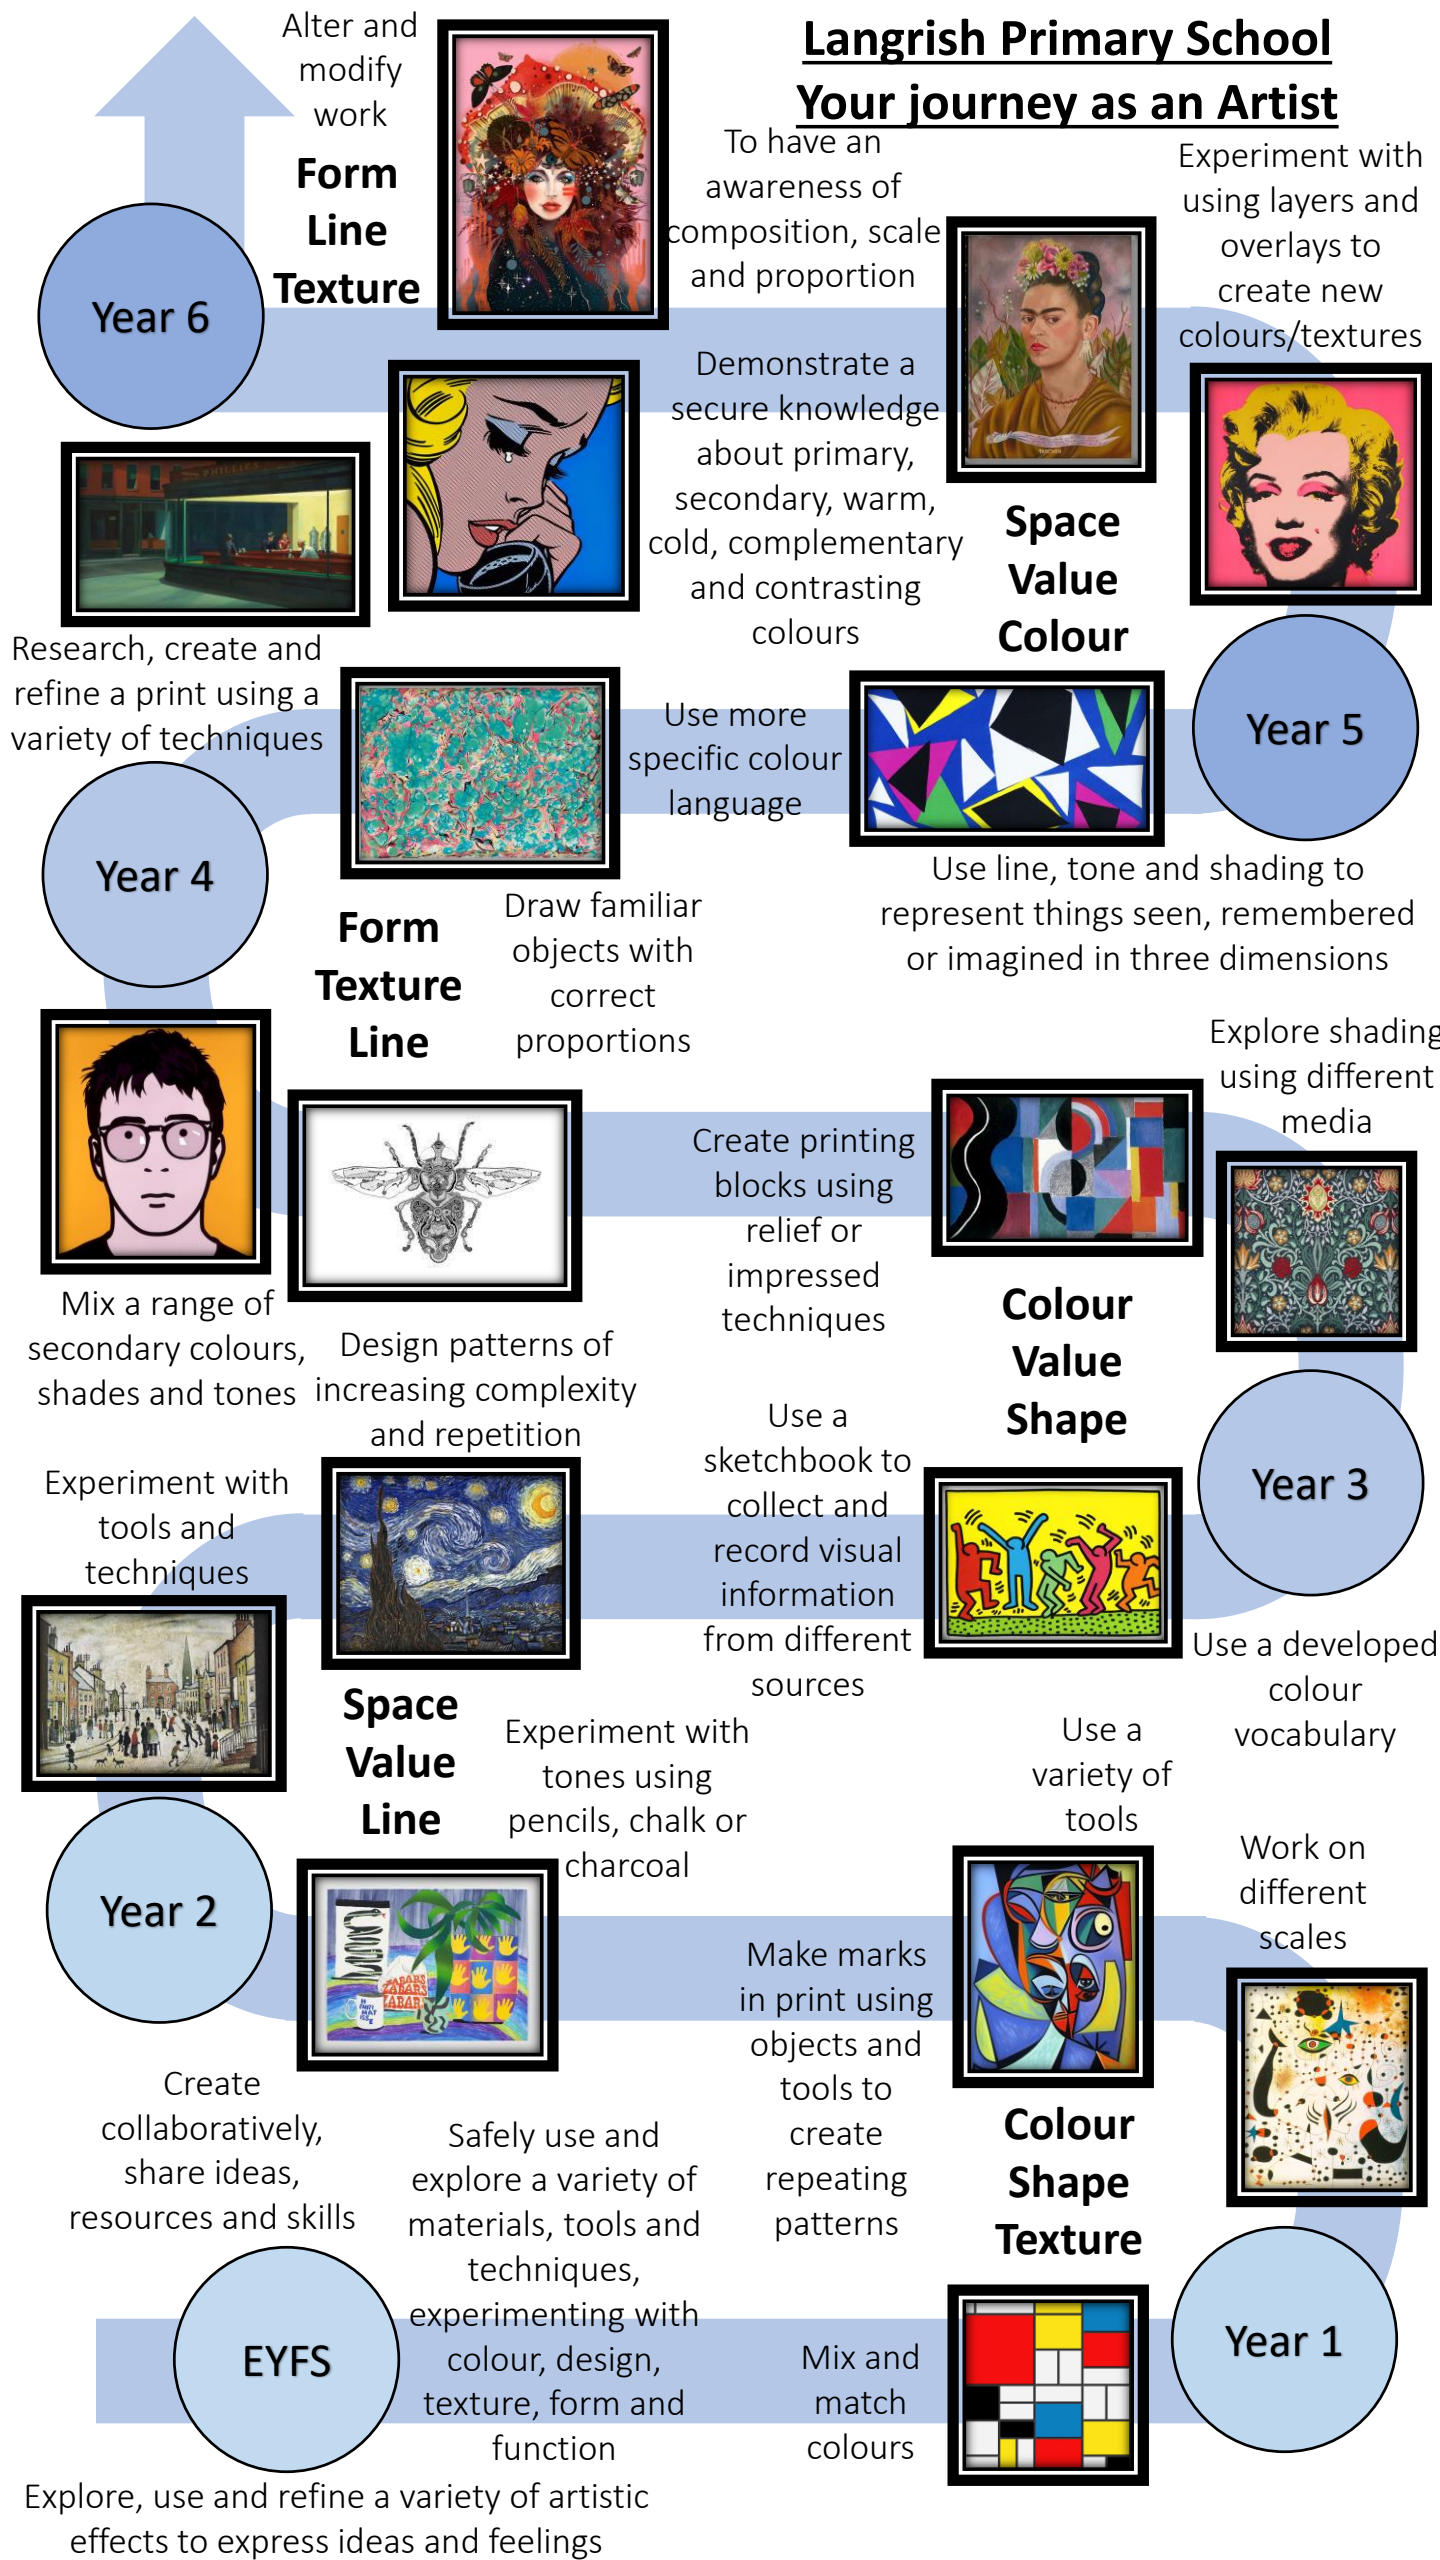 Langrish Primary School
Your journey as an Artist
Alter and
modify
work
Form
Line
Texture
To have an
awareness of
composition, scale
and proportion
Experiment with
using layers and
overlays to
create new
colours/textures
Year 6
Demonstrate a
secure knowledge
about primary,
secondary, warm,
cold, complementary
and contrasting
colours
Space
Value
Colour
PHILLIES
TASCHEN
Research, create and
refine a print using a
variety of techniques
Use more
specific colour
language
Year 5
Year 4
Use line, tone and shading to
represent things seen, remembered
or imagined in three dimensions
Form
Texture
Line
Draw familiar
objects with
correct
proportions
Explore shading
using different
media
Create printing
blocks using
relief or
impressed
techniques
Colour
Value
Shape
Mix a range of
secondary colours,
shades and tones
Design patterns of
increasing complexity
and repetition
Use a
sketchbook to
collect and
record visual
information
from different
sources
Year 3
Experiment with
tools and
techniques
Use a developed
colour
vocabulary
Space
Value
Line
Experiment with
tones using
pencils, chalk or
charcoal
Use a
variety of
tools
Work on
different
scales
Year 2
ZABARS
ZABARS
ZABARS
Make marks
in print using
objects and
tools to
create
repeating
patterns
Create
collaboratively,
share ideas,
resources and skills
Safely use and
explore a variety of
materials, tools and
techniques,
experimenting with
colour, design,
texture, form and
function
Colour
Shape
Texture
EYFS
Mix and
match
colours
Year 1
Explore, use and refine a variety of artistic
effects to express ideas and feelings